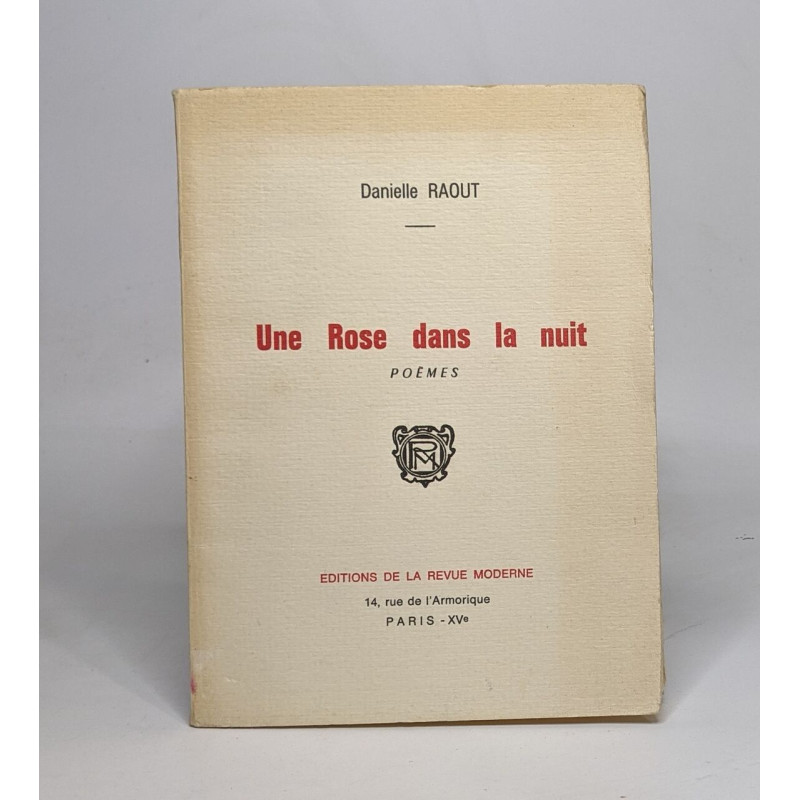 Danielle RAOUT
Une Rose dans la nuit
POÈMES
RM
EDITIONS DE LA REVUE MODERNE
14, rue de l'Armorique
PARIS - XVe